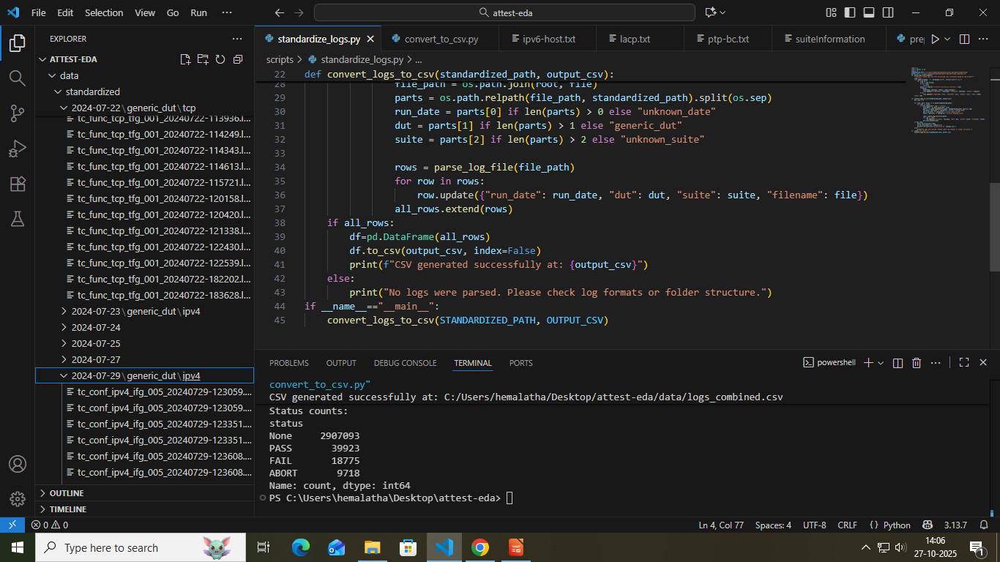 File Edit Selection View Go Run ··· attest-eda
EXPLORER ···
ATTEST-EDA
data
standardized
2024-07-22\generic_dut\tcp
tc_func_tcp_tfg_001_20240722-113936.l...
tc_func_tcp_tfg_001_20240722-114249.l...
tc_func_tcp_tfg_001_20240722-114343.l...
tc_func_tcp_tfg_001_20240722-114613.l...
tc_func_tcp_tfg_001_20240722-115721.l...
tc_func_tcp_tfg_001_20240722-120158.l...
tc_func_tcp_tfg_001_20240722-120420.l...
tc_func_tcp_tfg_001_20240722-121338.l...
tc_func_tcp_tfg_001_20240722-122430.l...
tc_func_tcp_tfg_001_20240722-122539.l...
tc_func_tcp_tfg_001_20240722-182202.l...
tc_func_tcp_tfg_001_20240722-183628.l...
2024-07-23\generic_dut\ipv4
2024-07-24
2024-07-25
2024-07-27
2024-07-29\generic_dut\ipv4
tc_conf_ipv4_ifg_005_20240729-123059....
tc_conf_ipv4_ifg_005_20240729-123059....
tc_conf_ipv4_ifg_005_20240729-123351....
tc_conf_ipv4_ifg_005_20240729-123351....
tc_conf_ipv4_ifg_005_20240729-123608....
tc_conf_ipv4_ifg_005_20240729-123608....
OUTLINE
TIMELINE
standardize_logs.py convert_to_csv.py ipv6-host.txt lacp.txt ptp-bc.txt suiteInformation prep
scripts > standardize_logs.py > ...
22 def convert_logs_to_csv(standardized_path, output_csv):
28 file_path = os.path.join(root, file)
29 parts = os.path.relpath(file_path, standardized_path).split(os.sep)
30 run_date = parts[0] if len(parts) > 0 else "unknown_date"
31 dut = parts[1] if len(parts) > 1 else "generic_dut"
32 suite = parts[2] if len(parts) > 2 else "unknown_suite"
33
34 rows = parse_log_file(file_path)
35 for row in rows:
36 row.update({"run_date": run_date, "dut": dut, "suite": suite, "filename": file})
37 all_rows.extend(rows)
38 if all_rows:
39 df=pd.DataFrame(all_rows)
40 df.to_csv(output_csv, index=False)
41 print(f"CSV generated successfully at: {output_csv}")
42 else:
43 print("No logs were parsed. Please check log formats or folder structure.")
44 if __name__=="__main__":
45 convert_logs_to_csv(STANDARDIZED_PATH, OUTPUT_CSV)
PROBLEMS OUTPUT DEBUG CONSOLE TERMINAL PORTS powershell
convert_to_csv.py"
CSV generated successfully at: C:/Users/hemalatha/Desktop/attest-eda/data/logs_combined.csv
Status counts:
status
None 2907093
PASS 39923
FAIL 18775
ABORT 9718
Name: count, dtype: int64
PS C:\Users\hemalatha\Desktop\attest-eda>
0 0 Ln 4, Col 77 Spaces: 4 UTF-8 CRLF {} Python 3.13.7
Type here to search
14:06
27-10-2025
1